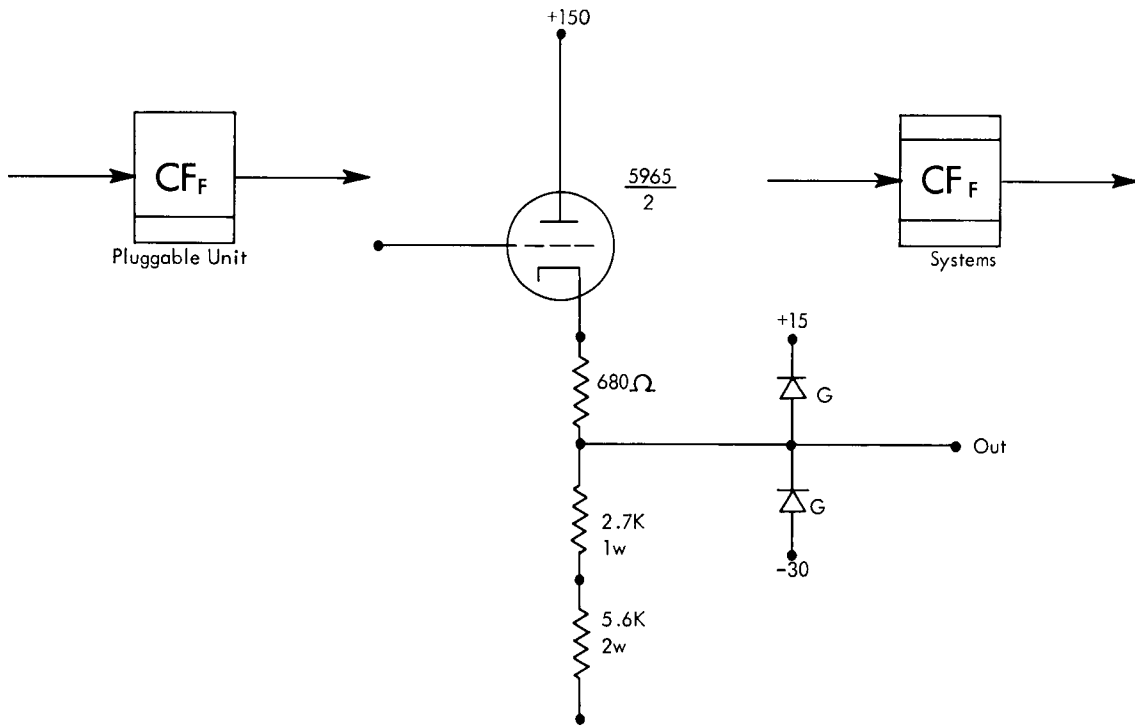 +150
CF F
Pluggable Unit
5965
2
CF F
Systems
680Ω
+15
G
Out
2.7K
1w
G
-30
5.6K
2w